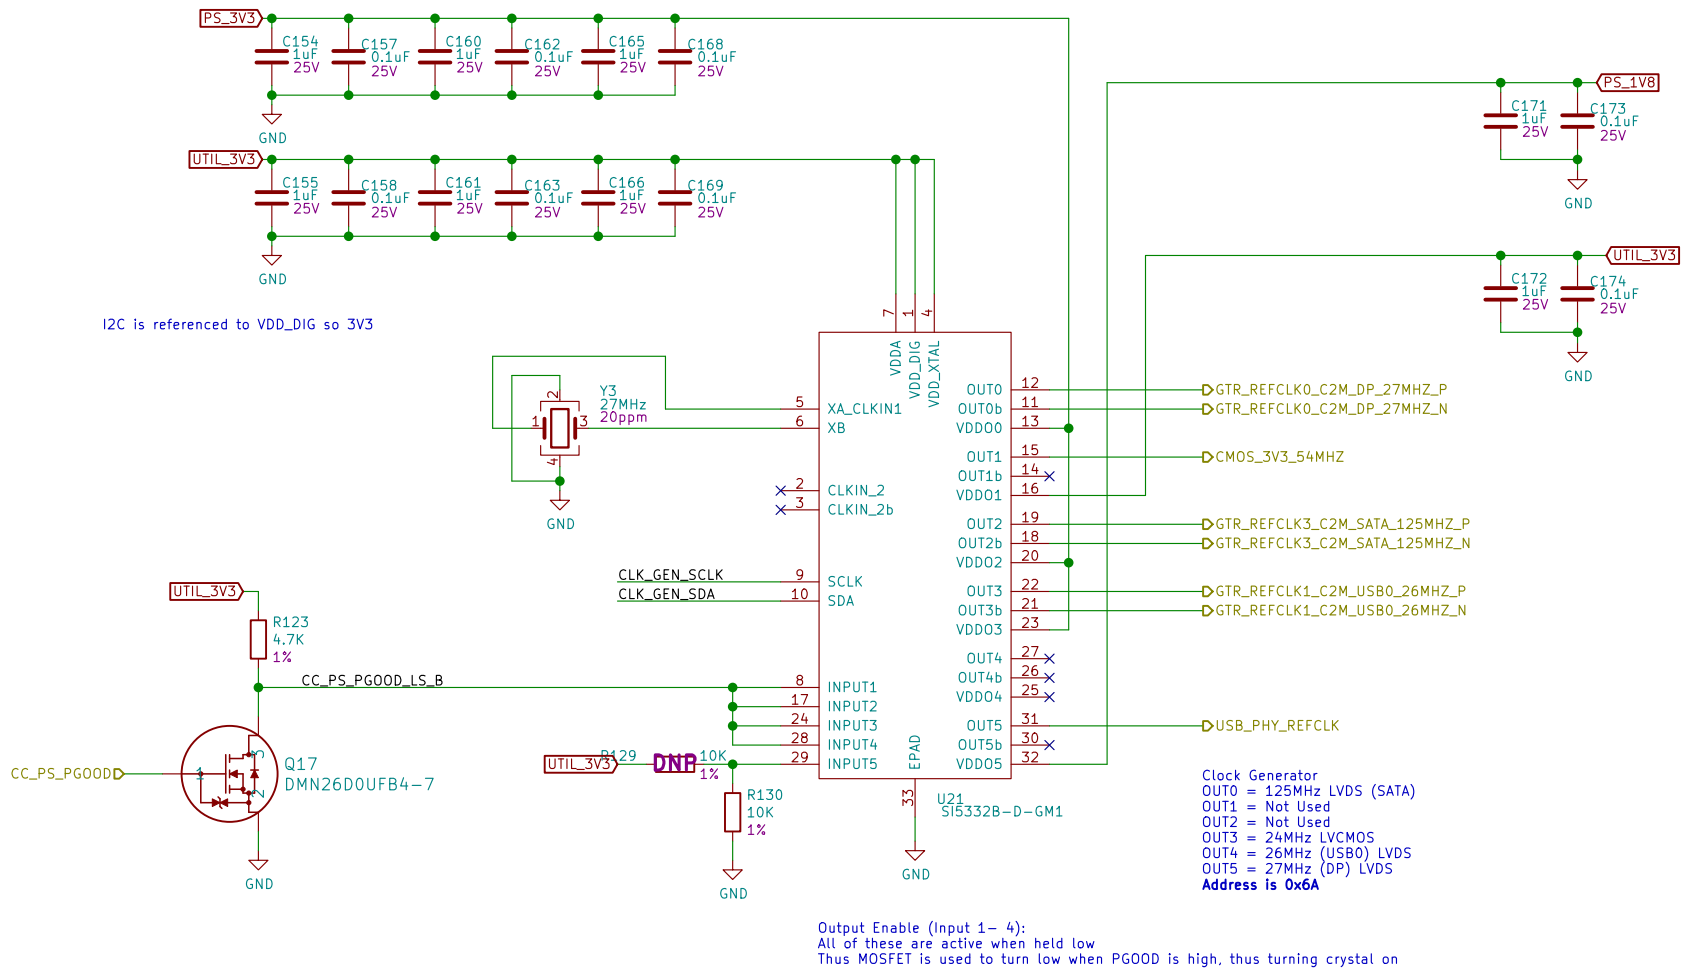 PS_3V3
C154
1uF
25V
C157
0.1uF
25V
C160
1uF
25V
C162
0.1uF
25V
C165
1uF
25V
C168
0.1uF
25V
GND
PS_1V8
C171
1uF
25V
C173
0.1uF
25V
GND
UTIL_3V3
C155
1uF
25V
C158
0.1uF
25V
C161
1uF
25V
C163
0.1uF
25V
C166
1uF
25V
C169
0.1uF
25V
GND
UTIL_3V3
C172
1uF
25V
C174
0.1uF
25V
GND
I2C is referenced to VDD_DIG so 3V3
7
1
4
VDDA
VDD_DIG
VDD_XTAL
Y3
27MHz
20ppm
1
2
3
4
GND
5 XA_CLKIN1
6 XB
2 CLKIN_2
3 CLKIN_2b
CLK_GEN_SCLK 9 SCLK
CLK_GEN_SDA 10 SDA
8 INPUT1
17 INPUT2
24 INPUT3
28 INPUT4
29 INPUT5
OUT0 12 GTR_REFCLK0_C2M_DP_27MHZ_P
OUT0b 11 GTR_REFCLK0_C2M_DP_27MHZ_N
VDDO0 13
OUT1 15 CMOS_3V3_54MHZ
OUT1b 14
VDDO1 16
OUT2 19 GTR_REFCLK3_C2M_SATA_125MHZ_P
OUT2b 18 GTR_REFCLK3_C2M_SATA_125MHZ_N
VDDO2 20
OUT3 22 GTR_REFCLK1_C2M_USB0_26MHZ_P
OUT3b 21 GTR_REFCLK1_C2M_USB0_26MHZ_N
VDDO3 23
OUT4 27
OUT4b 26
VDDO4 25
OUT5 31 USB_PHY_REFCLK
OUT5b 30
VDDO5 32
EPAD
33
U21
SI5332B-D-GM1
GND
UTIL_3V3
R123
4.7K
1%
CC_PS_PGOOD_LS_B
CC_PS_PGOOD
1
3
2
Q17
DMN26D0UFB4-7
GND
UTIL_3V3
R129
DNP
10K
1%
R130
10K
1%
GND
Clock Generator
OUT0 = 125MHz LVDS (SATA)
OUT1 = Not Used
OUT2 = Not Used
OUT3 = 24MHz LVCMOS
OUT4 = 26MHz (USB0) LVDS
OUT5 = 27MHz (DP) LVDS
Address is 0x6A
Output Enable (Input 1- 4):
All of these are active when held low
Thus MOSFET is used to turn low when PGOOD is high, thus turning crystal on